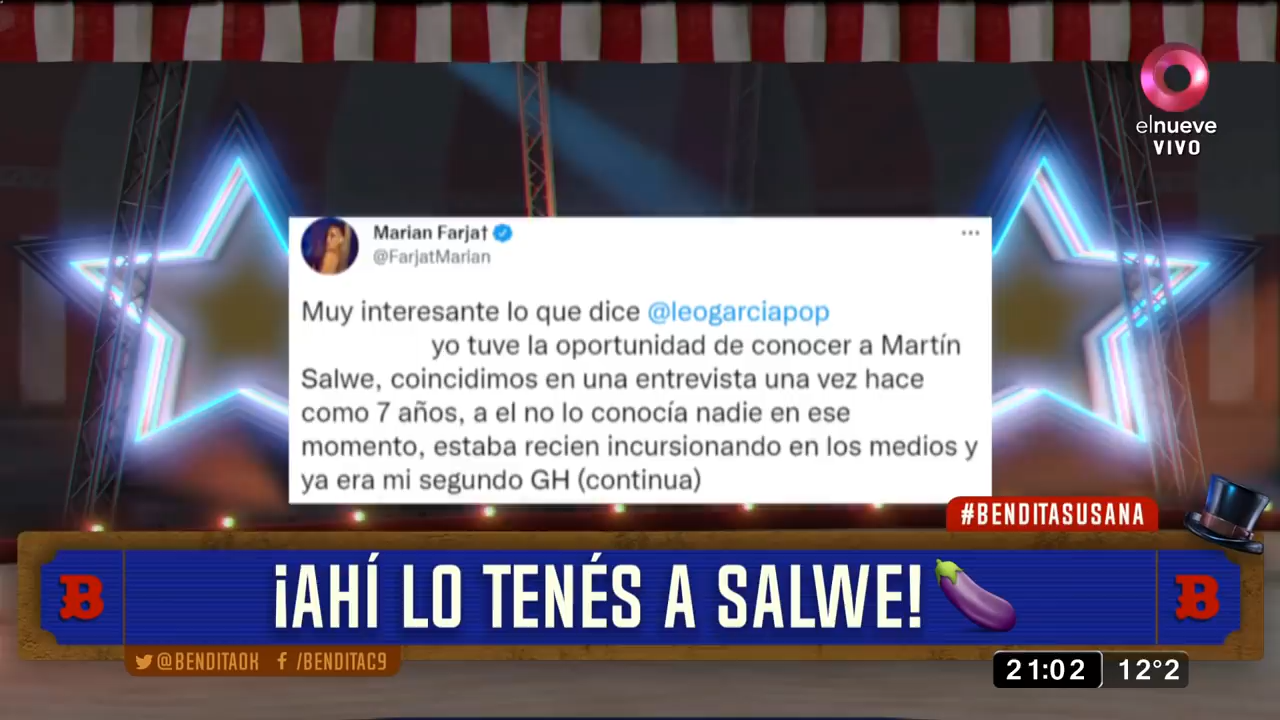 elnueve
VIVO
Marian Farjat
@FarjatMarian
Muy interesante lo que dice @leogarciapop
yo tuve la oportunidad de conocer a Martín
Salwe, coincidimos en una entrevista una vez hace
como 7 años, a el no lo conocía nadie en ese
momento, estaba recien incursionando en los medios y
ya era mi segundo GH (continua)
#BENDITASUSANA
B
¡AHÍ LO TENÉS A SALWE!🍆
B
@BENDITAOK
/BENDITAC9
21:02
12°2